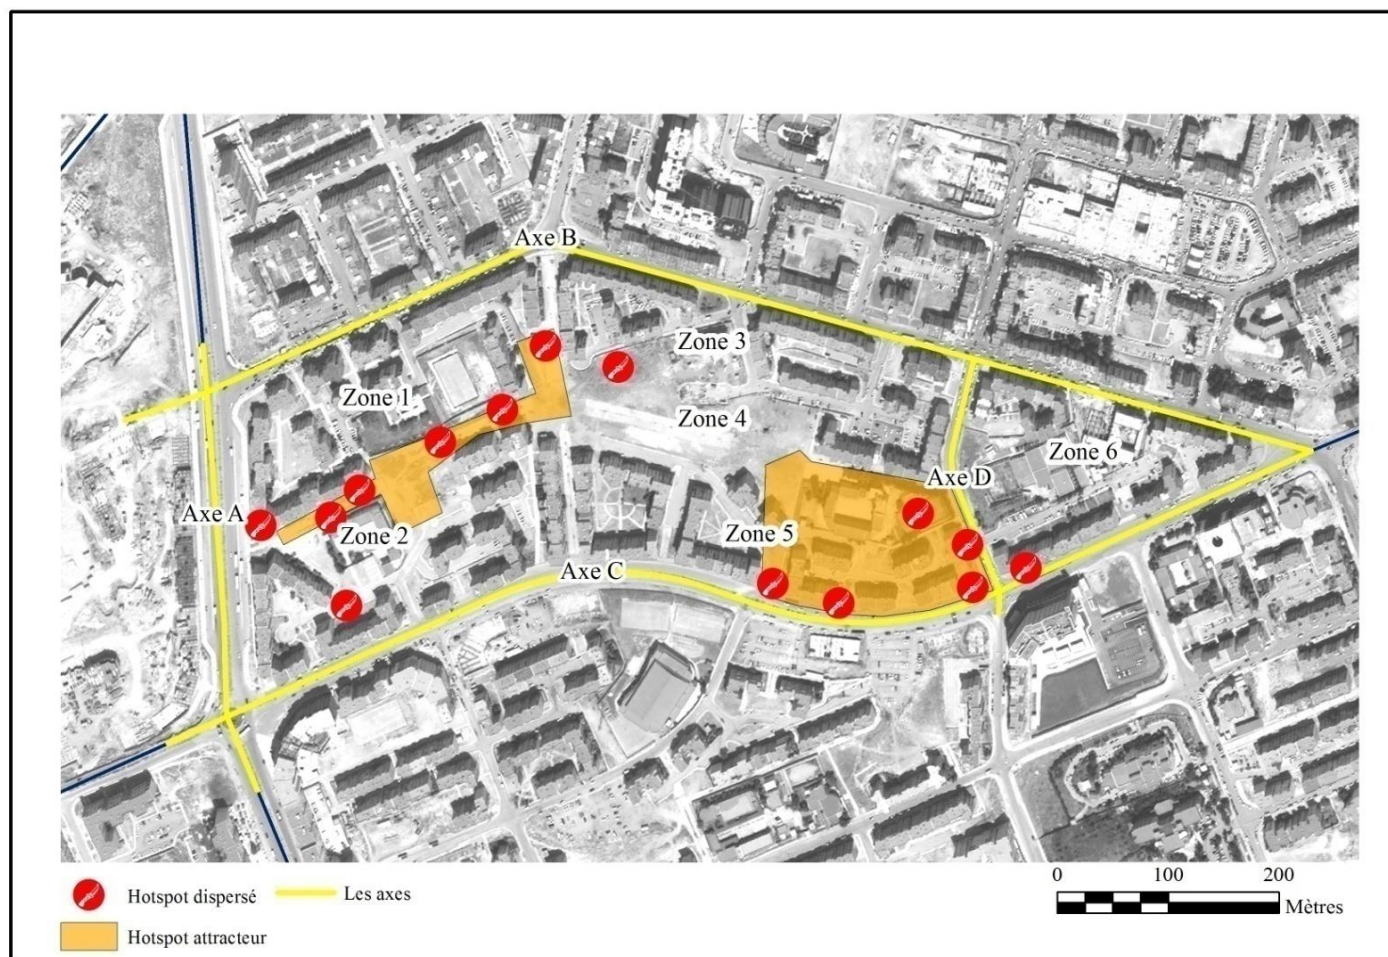 Axe B
Zone 3
Zone 1
Zone 4
Zone 6
Axe D
Axe A
Zone 2
Zone 5
Axe C
0 100 200
Mètres
Hotspot dispersé
Les axes
Hotspot attracteur